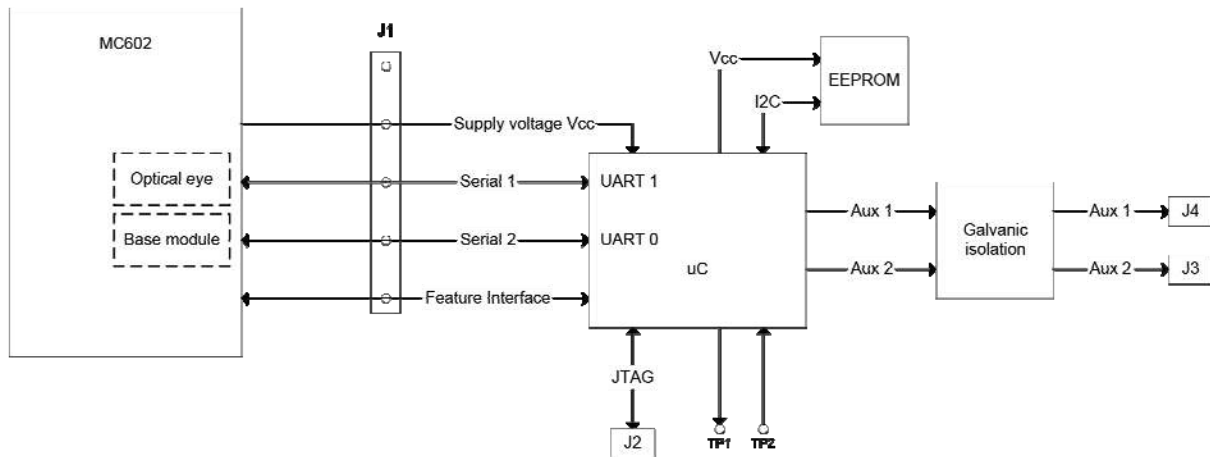 MC602
J1
Vcc
EEPROM
I2C
Supply voltage Vcc
Optical eye
Serial 1
UART 1
Base module
Serial 2
UART 0
uC
Aux 1
Aux 2
Galvanic
isolation
Aux 1
Aux 2
J4
J3
Feature Interface
JTAG
J2
TP1
TP2